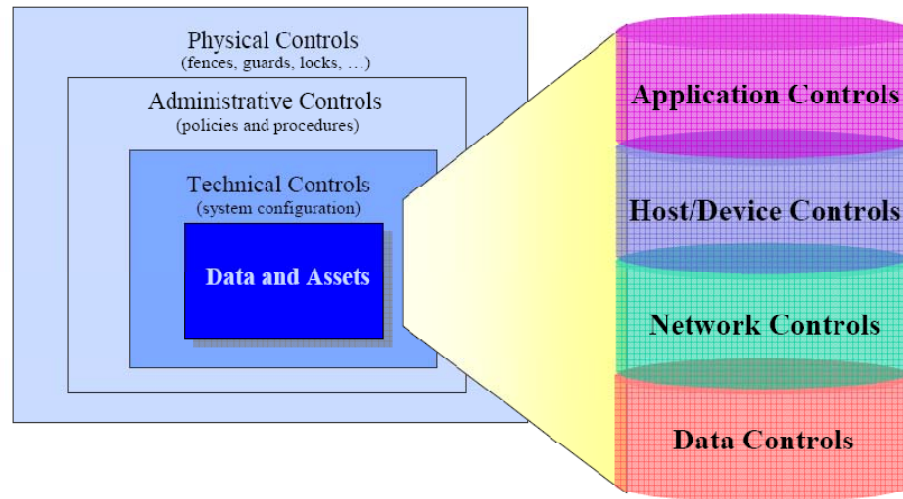 Physical Controls
(fences, guards, locks, …)
Administrative Controls
(policies and procedures)
Technical Controls
(system configuration)
Data and Assets
Application Controls
Host/Device Controls
Network Controls
Data Controls